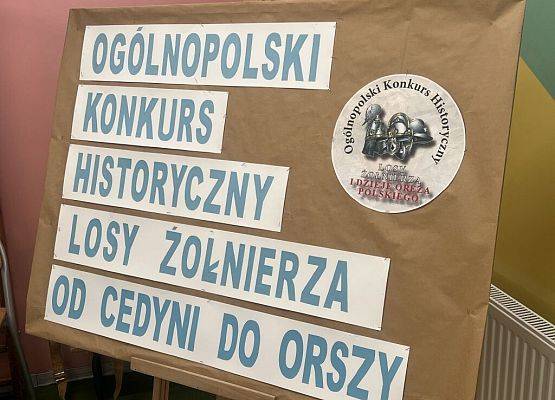 OGÓLNOPOLSKI
KONKURS
HISTORYCZNY
LOSY ŻOŁNIERZA
OD CEDYNI DO ORSZY
Ogólnopolski Konkurs Historyczny
LOSY
ŻOŁNIERZA
I DZIEJE ORĘŻA
POLSKIEGO